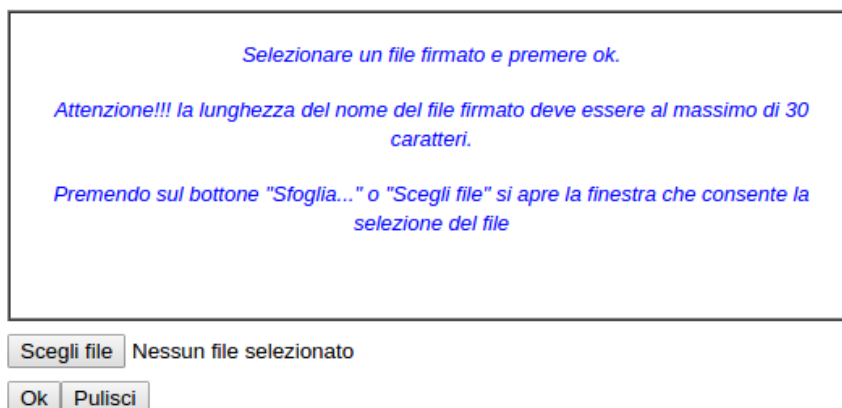 Selezionare un file firmato e premere ok.
Attenzione!!! la lunghezza del nome del file firmato deve essere al massimo di 30
caratteri.
Premendo sul bottone "Sfoglia..." o "Scegli file" si apre la finestra che consente la
selezione del file
Scegli file Nessun file selezionato
Ok Pulisci